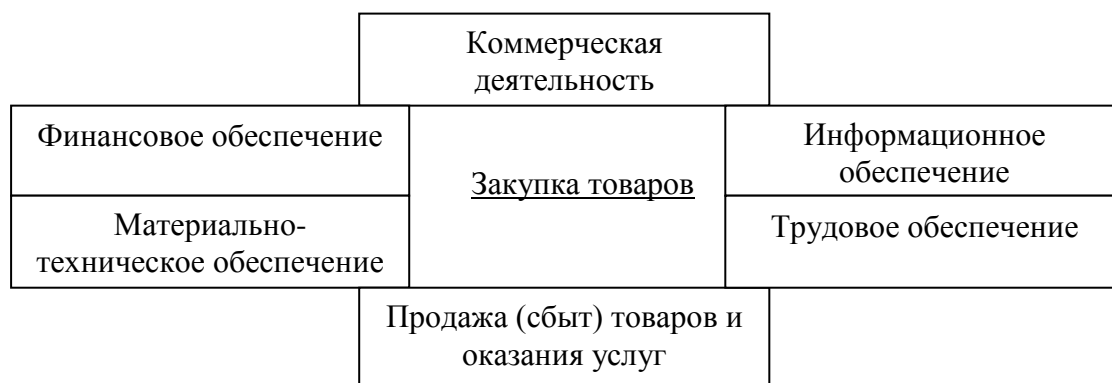 Коммерческая
деятельность
Финансовое обеспечение
Информационное
обеспечение
Закупка товаров
Материально-
техническое обеспечение
Трудовое обеспечение
Продажа (сбыт) товаров и
оказания услуг